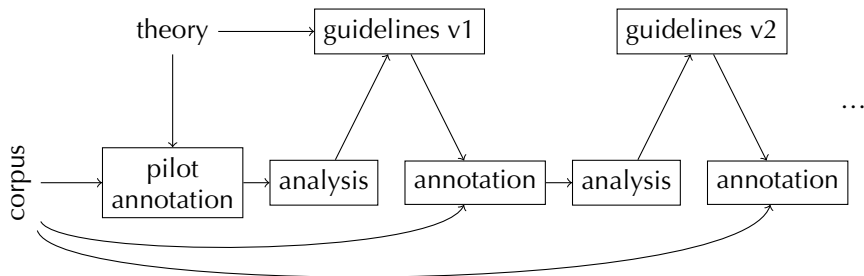 theory
guidelines v1
guidelines v2
...
corpus
pilot
annotation
analysis
annotation
analysis
annotation